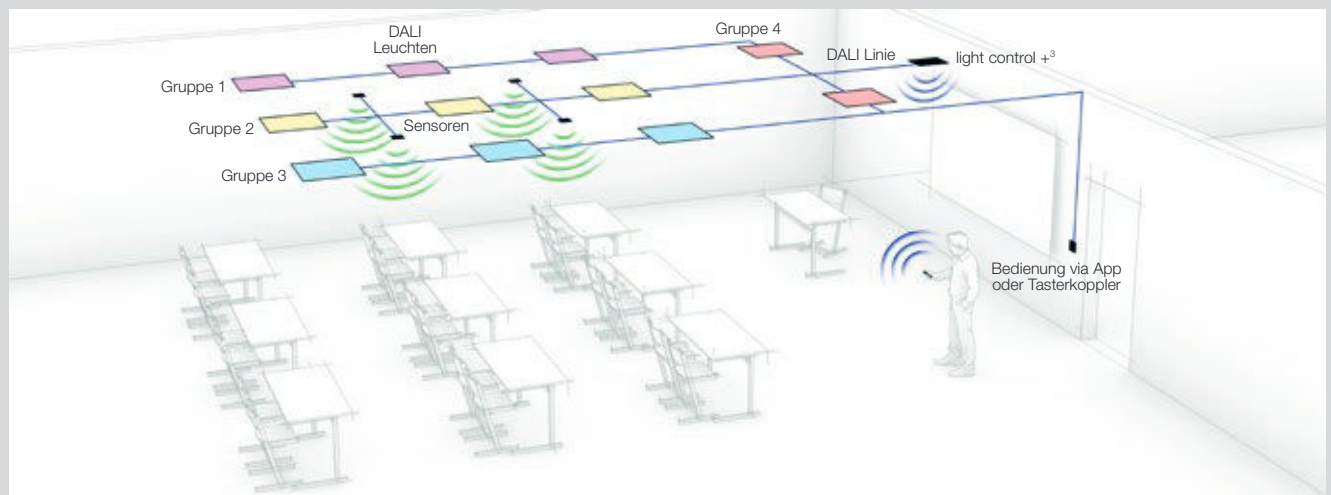 DALI
Leuchten
Gruppe 4
DALI Linie
light control +³
Gruppe 1
Gruppe 2
Sensoren
Gruppe 3
Bedienung via App
oder Tasterkoppler